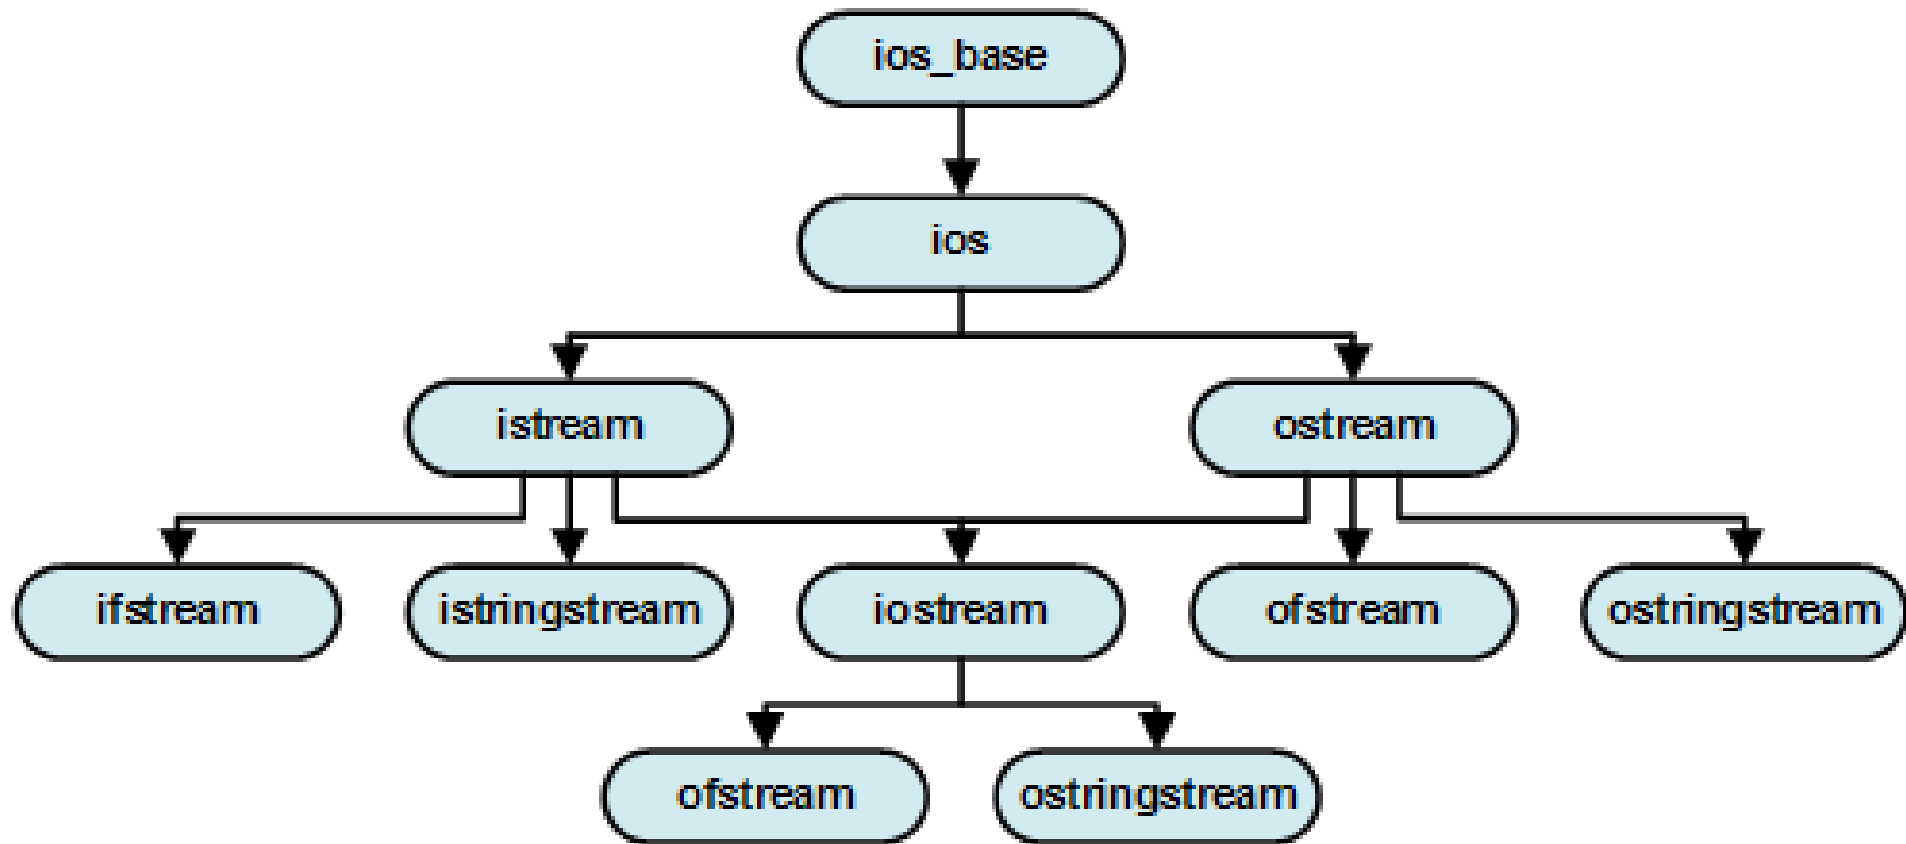 ios_base
ios
istream
ostream
ifstream
istringstream
iostream
ofstream
ostringstream
ofstream
ostringstream